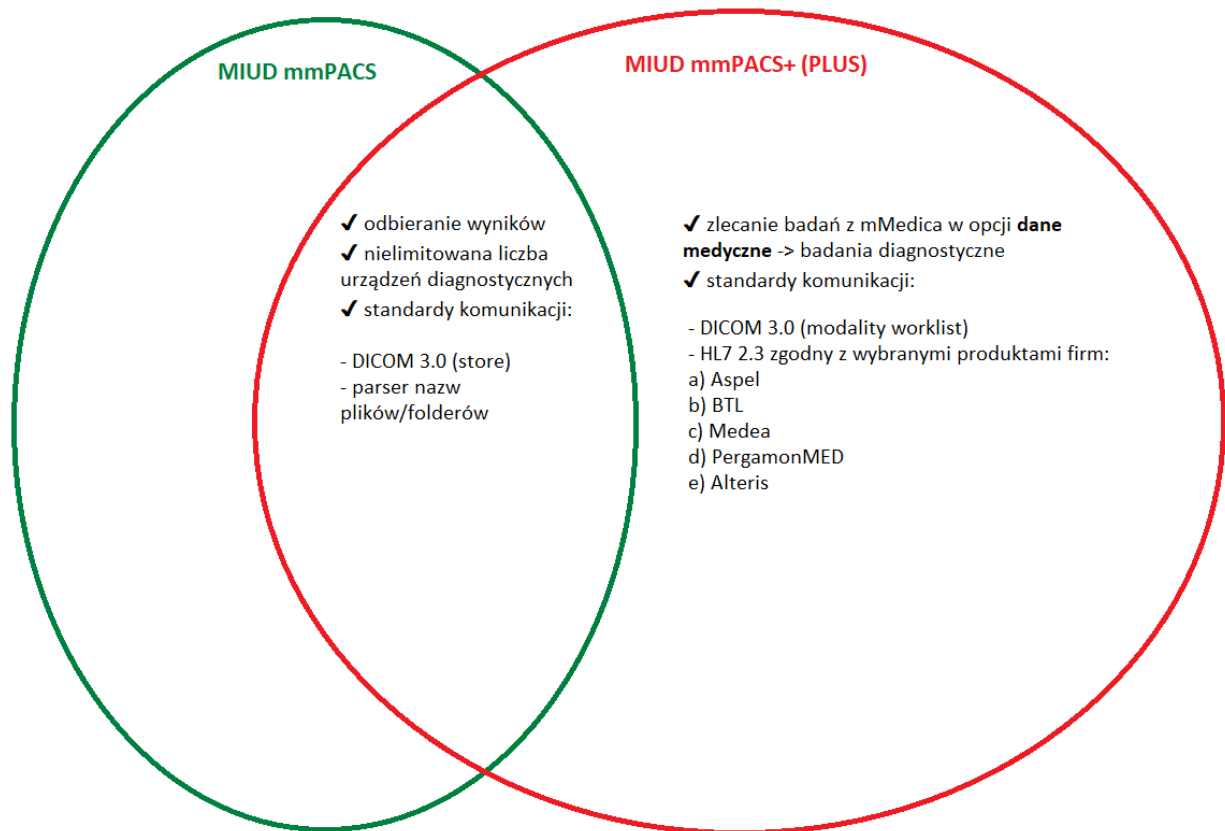 MIUD mmPACS
MIUD mmPACS+ (PLUS)
✔ odbieranie wyników
✔ nielimitowana liczba
urządzeń diagnostycznych
✔ standardy komunikacji:
- DICOM 3.0 (store)
- parser nazw
plików/folderów
✔ zlecanie badań z mMedica w opcji dane
medyczne -> badania diagnostyczne
✔ standardy komunikacji:
- DICOM 3.0 (modality worklist)
- HL7 2.3 zgodny z wybranymi produktami firm:
a) Aspel
b) BTL
c) Medea
d) PergamonMED
e) Alteris